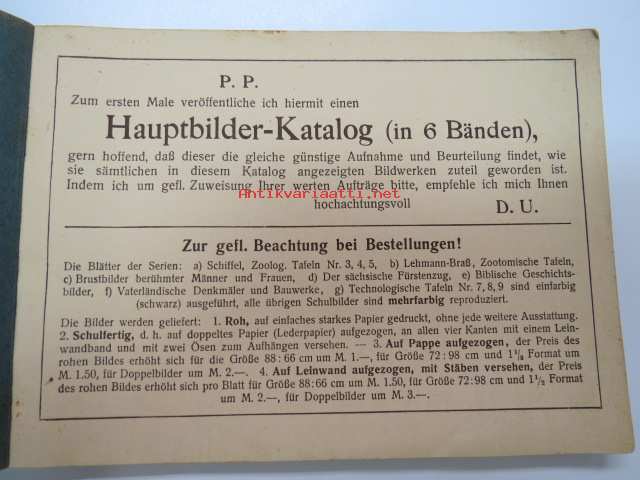 P. P.
Zum ersten Male veröffentliche ich hiermit einen
Hauptbilder-Katalog (in 6 Bänden),
gern hoffend, daß dieser die gleiche günstige Aufnahme und Beurteilung findet, wie
sie sämtlichen in diesem Katalog angezeigten Bildwerken zuteil geworden ist.
Indem ich um gefl. Zuweisung Ihrer werten Aufträge bitte, empfehle ich mich Ihnen
Antikvariaatti.net
hochachtungsvoll D. U.
Zur gefl. Beachtung bei Bestellungen!
Die Blätter der Serien: a) Schiffel, Zoolog. Tafeln Nr. 3, 4, 5, b) Lehmann-Braß, Zootomische Tafeln,
c) Brustbilder berühmter Männer und Frauen, d) Der sächsische Fürstenzug, e) Biblische Geschichts-
bilder, f) Vaterländische Denkmäler und Bauwerke, g) Technologische Tafeln Nr. 7, 8, 9 sind einfarbig
(schwarz) ausgeführt, alle übrigen Schulbilder sind mehrfarbig reproduziert.
Die Bilder werden geliefert: 1. Roh, auf einfaches starkes Papier gedruckt, ohne jede weitere Ausstattung.
2. Schulfertig, d. h. auf doppeltes Papier (Lederpapier) aufgezogen, an allen vier Kanten mit einem Lein-
wandband und mit zwei Ösen zum Aufhängen versehen. — 3. Auf Pappe aufgezogen, der Preis des
rohen Bildes erhöht sich für die Größe 88 : 66 cm um M. 1.—, für Größe 72 : 98 cm und 1½ Format um
M. 1.50, für Doppelbilder um M. 2.—. 4. Auf Leinwand aufgezogen, mit Stäben versehen, der Preis
des rohen Bildes erhöht sich pro Blatt für Größe 88 : 66 cm um M. 1.50, für Größe 72 : 98 cm und 1½ Format
um M. 2.—, für Doppelbilder um M. 3.—.